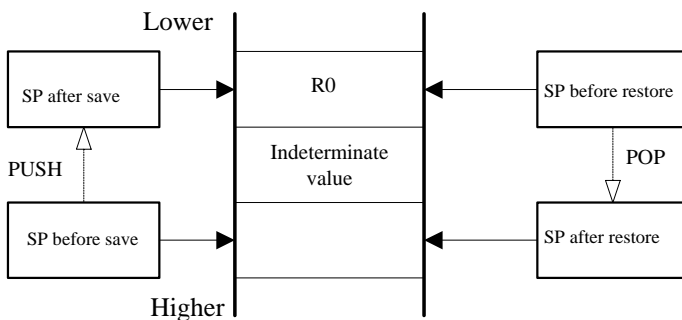 Lower
SP after save
R0
SP before restore
PUSH
Indeterminate
value
POP
SP before save
SP after restore
Higher